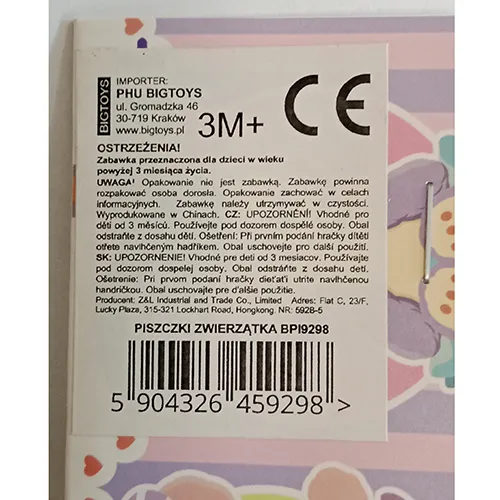 BIGTOYS
IMPORTER:
PHU BIGTOYS
ul. Gromadzka 46
30-719 Kraków
www.bigtoys.pl
3M+
CE
OSTRZEŻENIA!
Zabawka przeznaczona dla dzieci w wieku
powyżej 3 miesiąca życia.
UWAGA! Opakowanie nie jest zabawką. Zabawkę powinna
rozpakować osoba dorosła. Opakowanie zachować w celach
informacyjnych. Zabawkę należy utrzymywać w czystości.
Wyprodukowane w Chinach. CZ: UPOZORNĚNÍ! Vhodné pro
děti od 3 měsíců. Používejte pod dozorem dospělé osoby. Obal
odstraňte z dosahu dětí. Ošetření: Při prvním podání hračky dítěti
otřete navlhčeným hadříkem. Obal uschovejte pro další použití.
SK: UPOZORNENIE! Vhodné pre deti od 3 mesiacov. Používajte
pod dozorom dospelej osoby. Obal odstráňte z dosahu detí.
Ošetrenie: Pri prvom podaní hračky dieťaťi utrite navlhčenou
handričkou. Obal uschovajte pre ďalšie použitie.
Producent: Z&L Industrial and Trade Co., Limited Adres: Flat C, 23/F,
Lucky Plaza, 315-321 Lockhart Road, Hongkong. NR: 5928-5
PISZCZKI ZWIERZĄTKA BPI9298
5 904326 459298 >